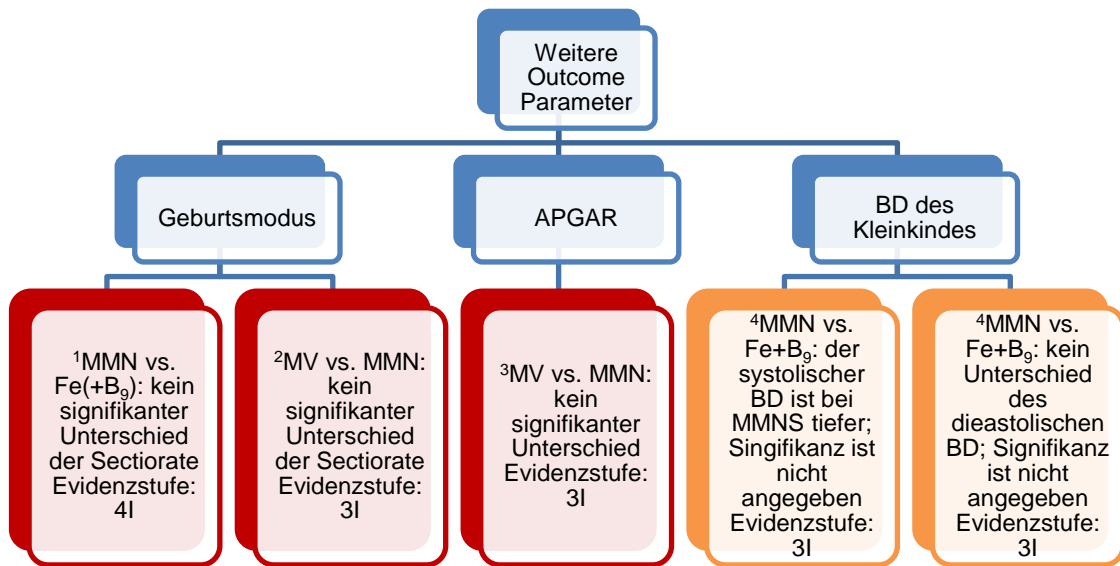 Weitere
Outcome
Parameter
Geburtsmodus
APGAR
BD des
Kleinkindes
¹MMN vs.
Fe(+B₉): kein
signifikanter
Unterschied
der Sectiorate
Evidenzstufe:
4I
²MV vs. MMN:
kein
signifikanter
Unterschied
der Sectiorate
Evidenzstufe:
3I
³MV vs. MMN:
kein
signifikanter
Unterschied
Evidenzstufe:
3I
⁴MMN vs.
Fe+B₉: der
systolischer
BD ist bei
MMNS tiefer;
Singifikanz ist
nicht
angegeben
Evidenzstufe:
3I
⁴MMN vs.
Fe+B₉: kein
Unterschied
des
dieastolischen
BD; Signifikanz
ist nicht
angegeben
Evidenzstufe:
3I